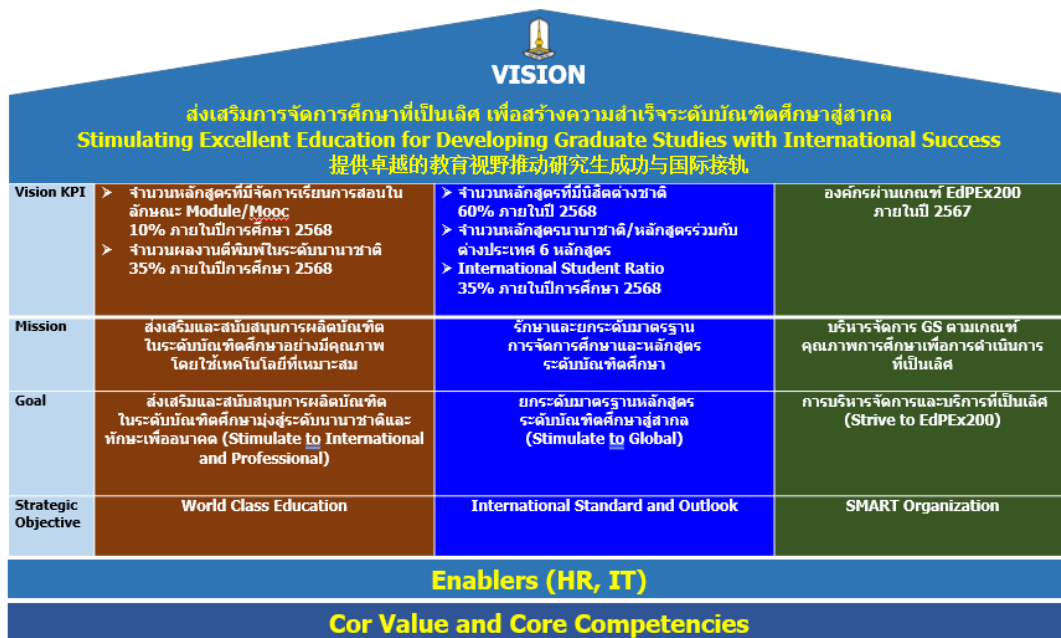 VISION
ส่งเสริมการจัดการศึกษาที่เป็นเลิศ เพื่อสร้างความสำเร็จระดับบัณฑิตศึกษาสู่สากล
Stimulating Excellent Education for Developing Graduate Studies with International Success
提供卓越的教育视野推动研究生成功与国际接轨
Vision KPI
➤ จำนวนหลักสูตรที่มีจัดการเรียนการสอนใน
ลักษณะ Module/Mooc
10% ภายในปีการศึกษา 2568
➤ จำนวนผลงานตีพิมพ์ในระดับนานาชาติ
35% ภายในปีการศึกษา 2568
➤ จำนวนหลักสูตรที่มีนิสิตต่างชาติ
60% ภายในปี 2568
➤ จำนวนหลักสูตรนานาชาติ/หลักสูตรร่วมกับ
ต่างประเทศ 6 หลักสูตร
➤ International Student Ratio
35% ภายในปีการศึกษา 2568
องค์กรผ่านเกณฑ์ EdPEx200
ภายในปี 2567
Mission
ส่งเสริมและสนับสนุนการผลิตบัณฑิต
ในระดับบัณฑิตศึกษาอย่างมีคุณภาพ
โดยใช้เทคโนโลยีที่เหมาะสม
รักษาและยกระดับมาตรฐาน
การจัดการศึกษาและหลักสูตร
ระดับบัณฑิตศึกษา
บริหารจัดการ GS ตามเกณฑ์
คุณภาพการศึกษาเพื่อการดำเนินการ
ที่เป็นเลิศ
Goal
ส่งเสริมและสนับสนุนการผลิตบัณฑิต
ในระดับบัณฑิตศึกษามุ่งสู่ระดับนานาชาติและ
ทักษะเพื่ออนาคต (Stimulate to International
and Professional)
ยกระดับมาตรฐานหลักสูตร
ระดับบัณฑิตศึกษาสู่สากล
(Stimulate to Global)
การบริหารจัดการและบริการที่เป็นเลิศ
(Strive to EdPEx200)
Strategic
Objective
World Class Education
International Standard and Outlook
SMART Organization
Enablers (HR, IT)
Cor Value and Core Competencies